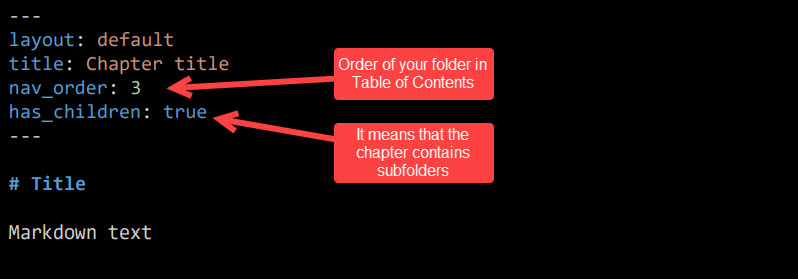 ---
layout: default
title: Chapter title
nav_order: 3
has_children: true
---
# Title
Markdown text
Order of your folder in
Table of Contents
It means that the
chapter contains
subfolders